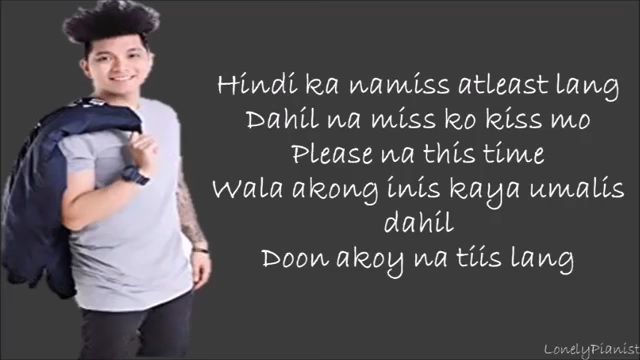 Hindi ka namiss atleast lang
Dahil na miss ko kiss mo
Please na this time
Wala akong inis kaya umalis
dahil
Doon akoy na tiis lang
LonelyPianist